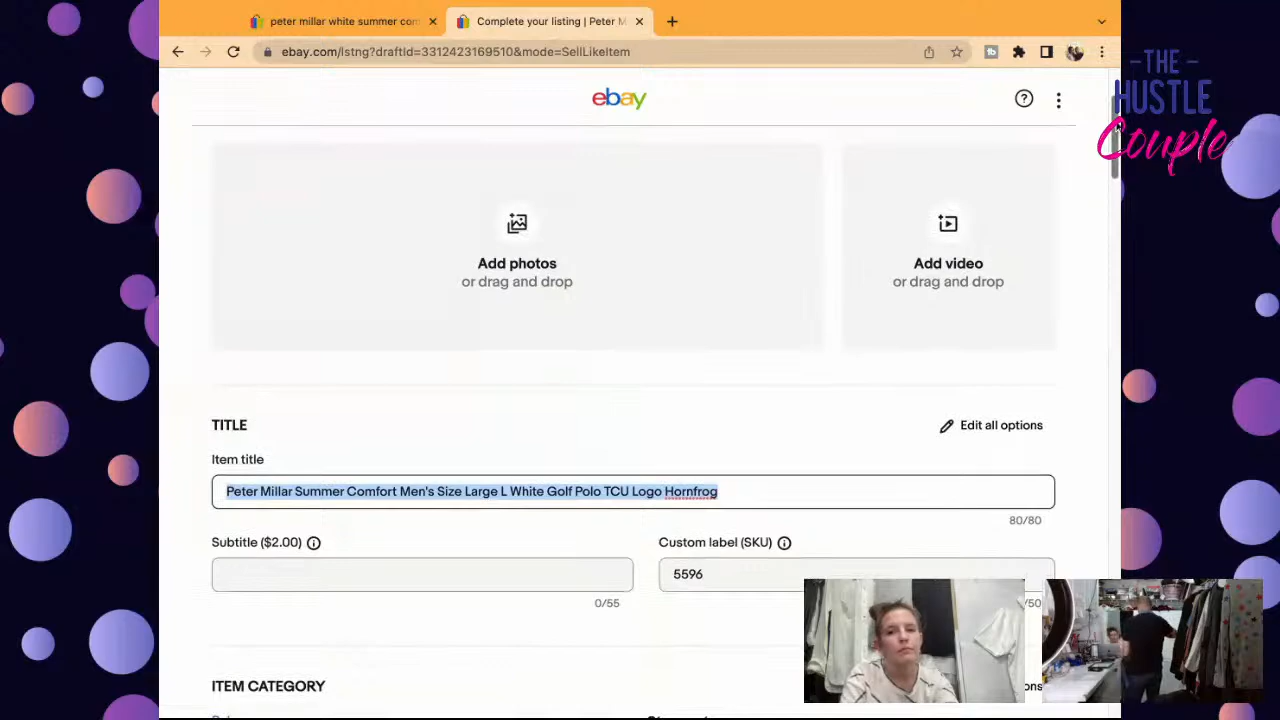 peter millar white summer com
Complete your listing | Peter M
ebay.com/lstng?draftId=3312423169510&mode=SellLikeItem
-THE-
HUSTLE
Couple
ebay
Add photos
or drag and drop
Add video
or drag and drop
TITLE
Edit all options
Item title
Peter Millar Summer Comfort Men's Size Large L White Golf Polo TCU Logo Hornfrog
80/80
Subtitle ($2.00)
Custom label (SKU)
5596
0/55
/50
ITEM CATEGORY
ons